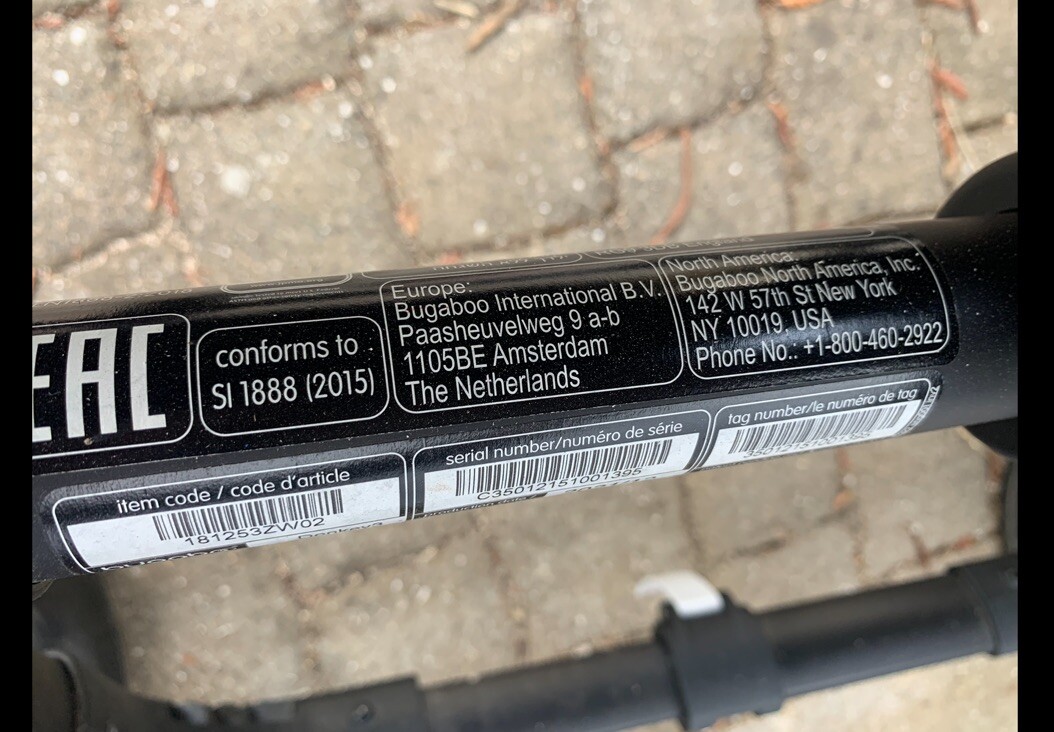 EAC
conforms to
SI 1888 (2015)
Europe:
Bugaboo International B.V.
Paasheuvelweg 9 a-b
1105BE Amsterdam
The Netherlands
North America:
Bugaboo North America, Inc.
142 W 57th St New York
NY 10019. USA
Phone No.: +1-800-460-2922
item code / code d'article
181253ZW02
serial number/numéro de série
C35012151001395
tag number/le numéro de tag